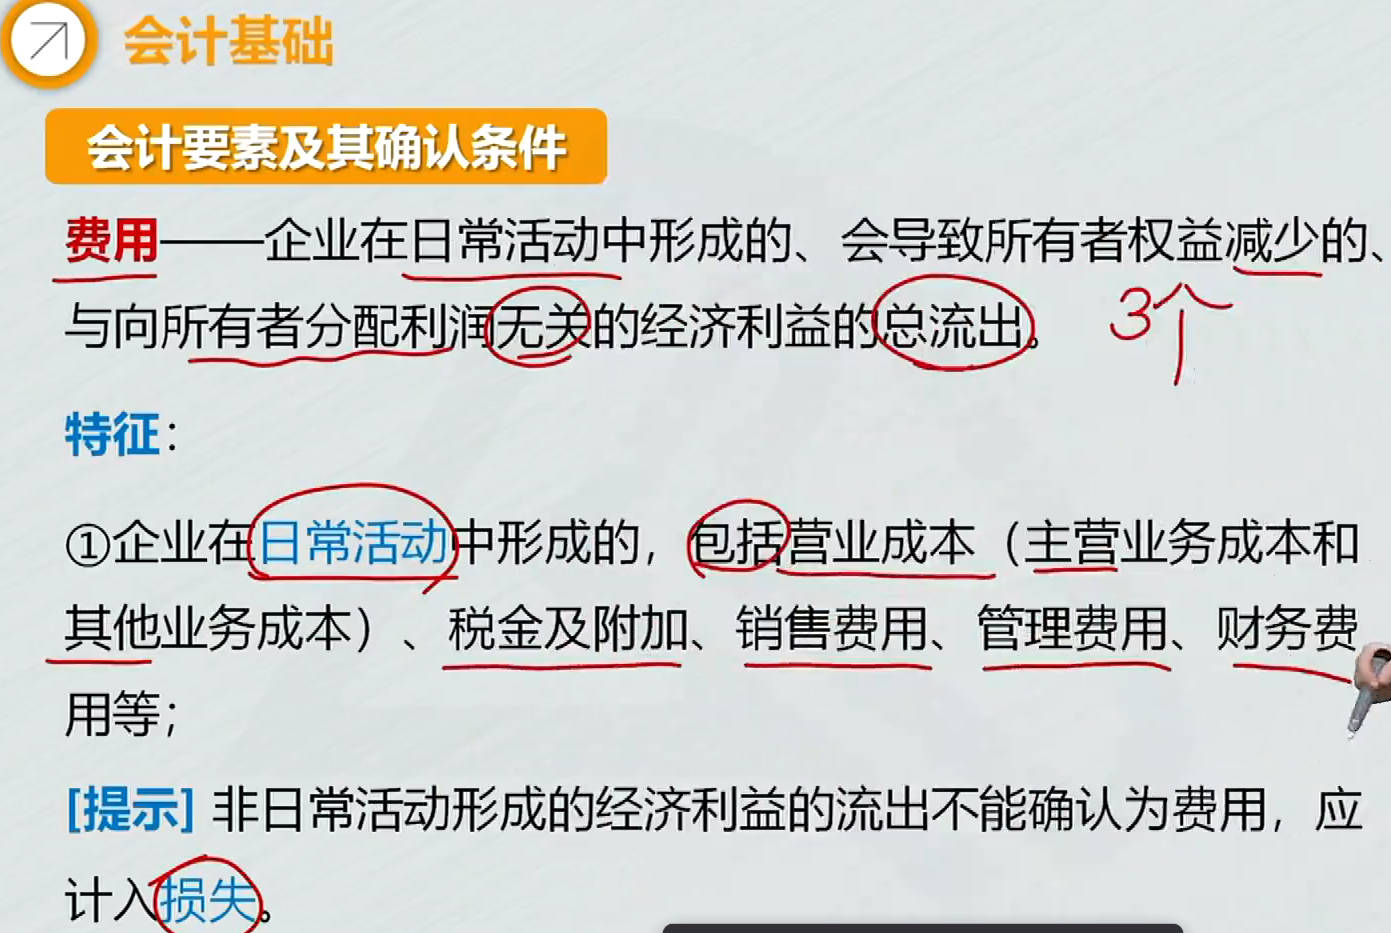 会计基础
会计要素及其确认条件
费用——企业在日常活动中形成的、会导致所有者权益减少的、
与向所有者分配利润无关的经济利益的总流出。 3个
特征：
①企业在日常活动中形成的，包括营业成本（主营业务成本和
其他业务成本）、税金及附加、销售费用、管理费用、财务费
用等；
[提示] 非日常活动形成的经济利益的流出不能确认为费用，应
计入损失。